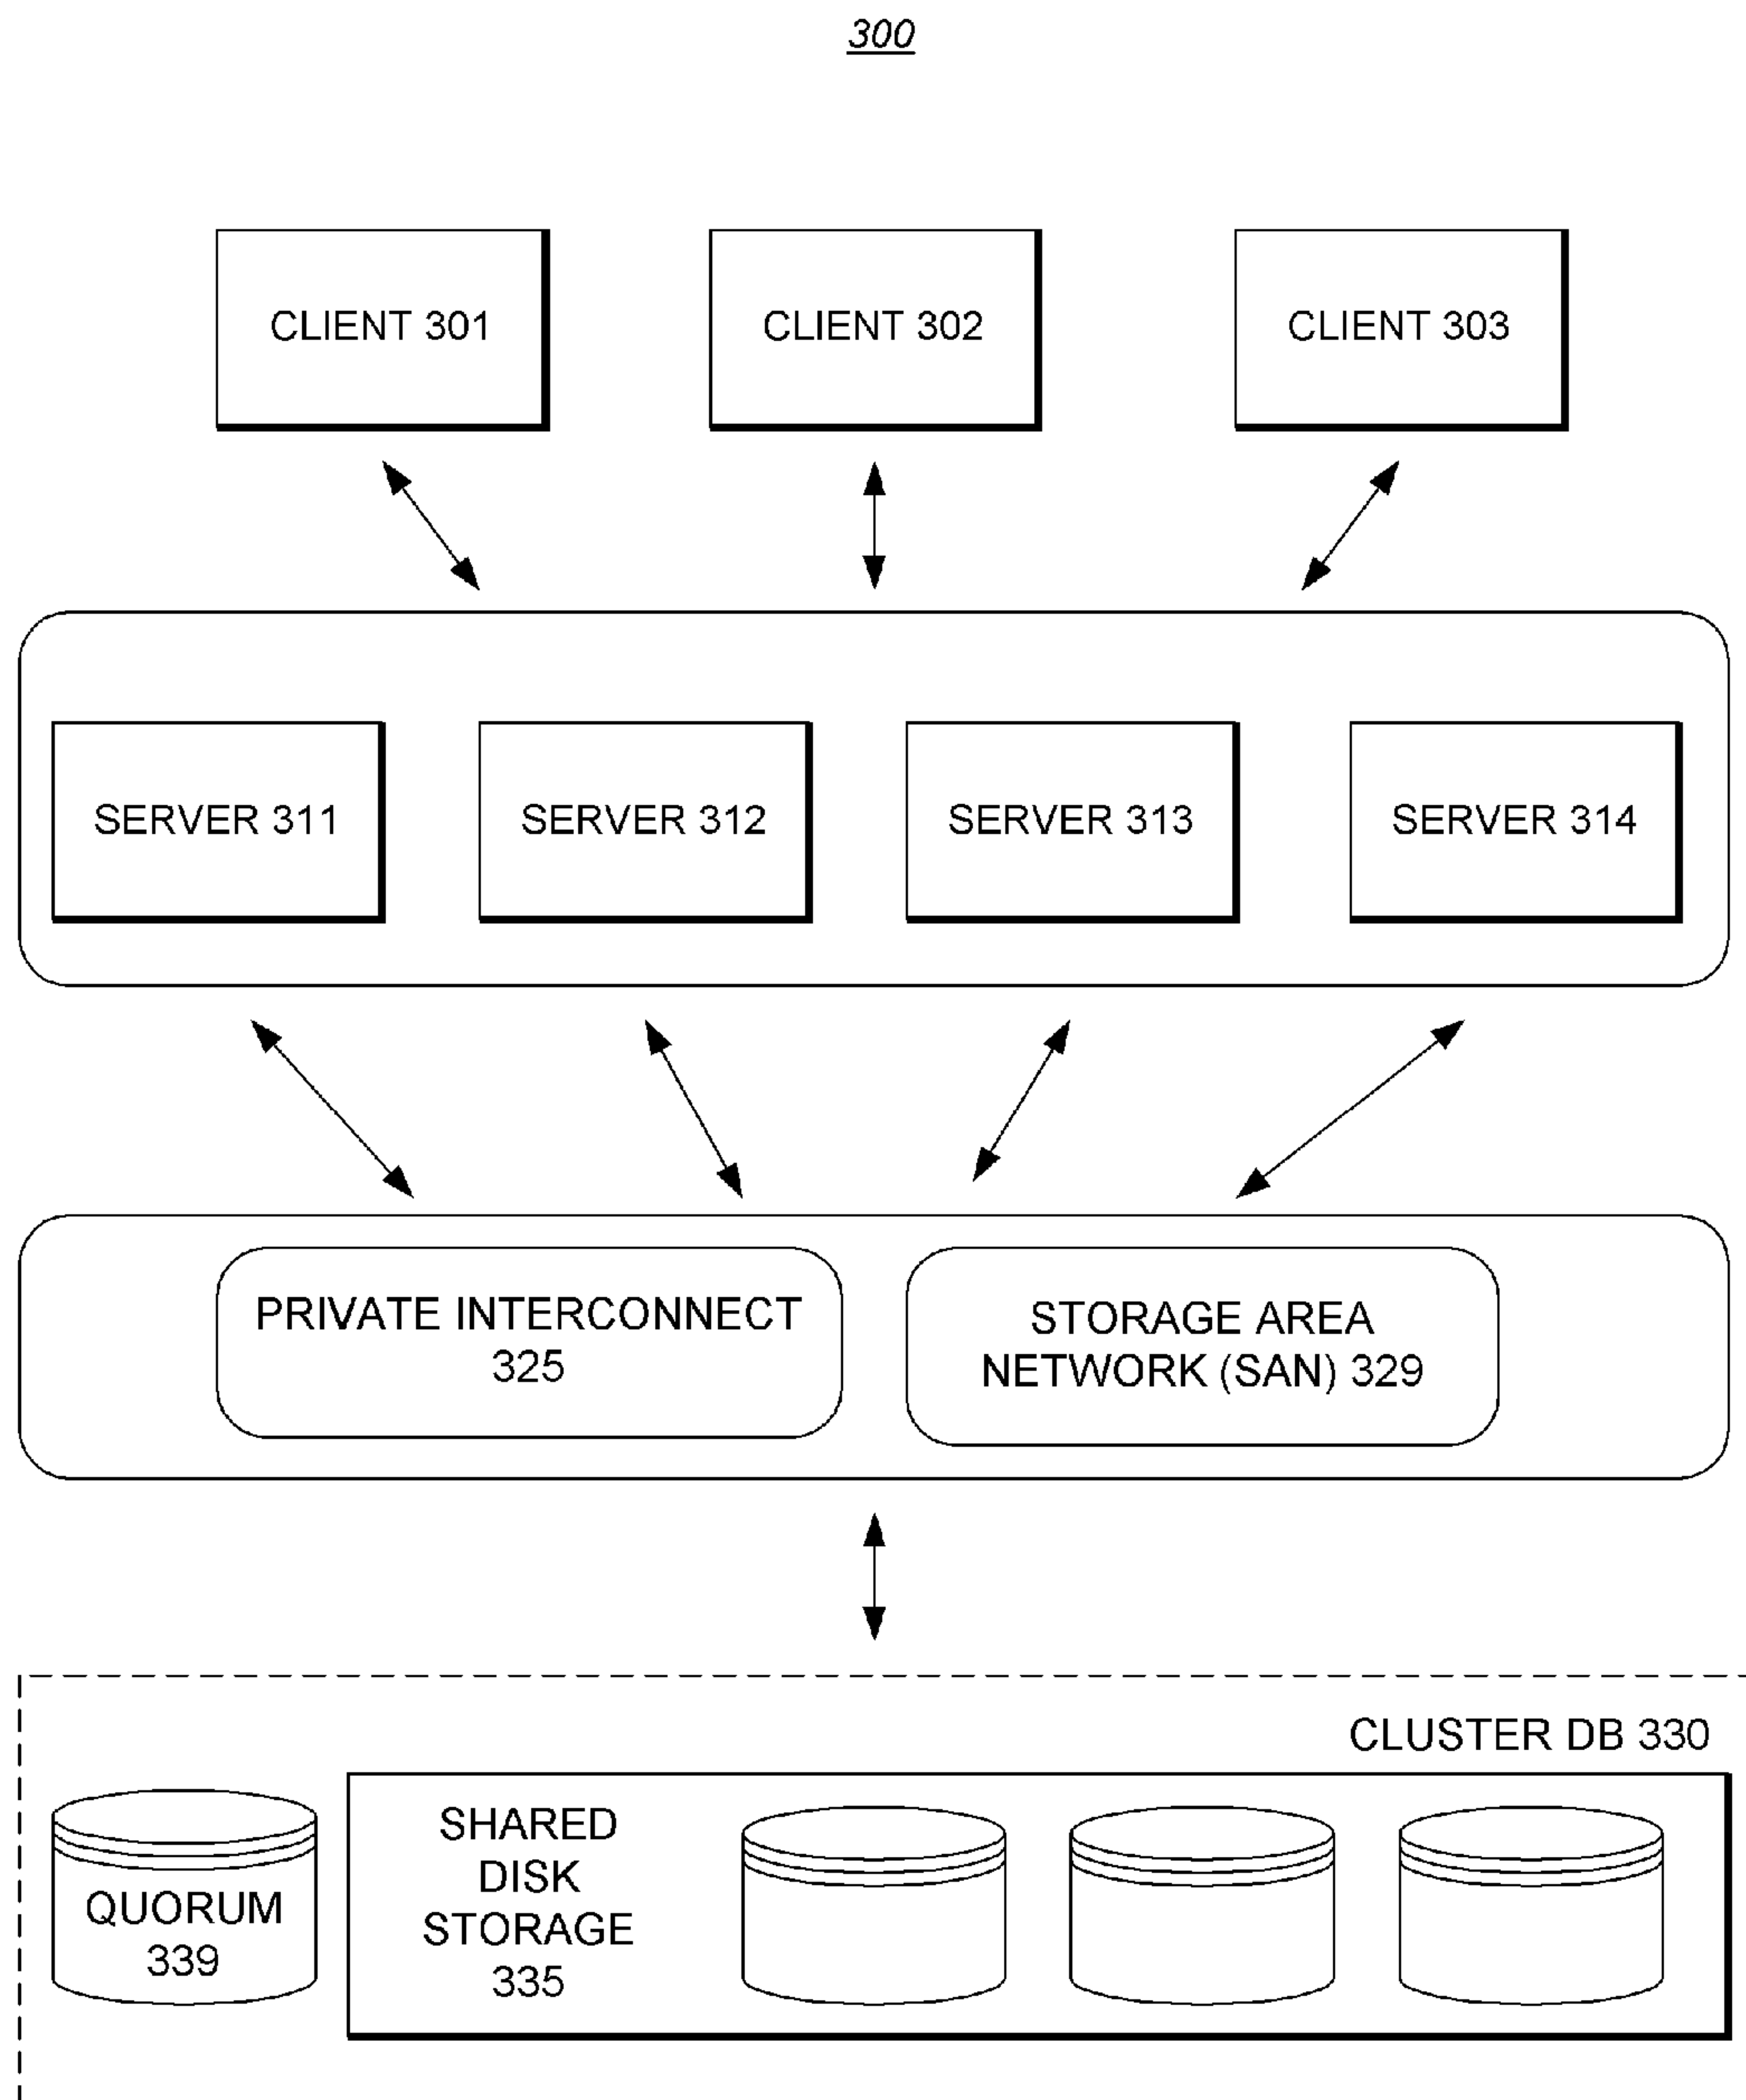 300
CLIENT 301
CLIENT 302
CLIENT 303
SERVER 311
SERVER 312
SERVER 313
SERVER 314
PRIVATE INTERCONNECT
325
STORAGE AREA
NETWORK (SAN) 329
CLUSTER DB 330
QUORUM
339
SHARED
DISK
STORAGE
335